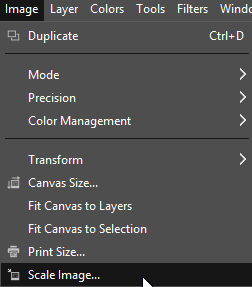 Image Layer Colors Tools Filters
Duplicate Ctrl+D
Mode
Precision
Color Management
Transform
Canvas Size...
Fit Canvas to Layers
Fit Canvas to Selection
Print Size...
Scale Image...